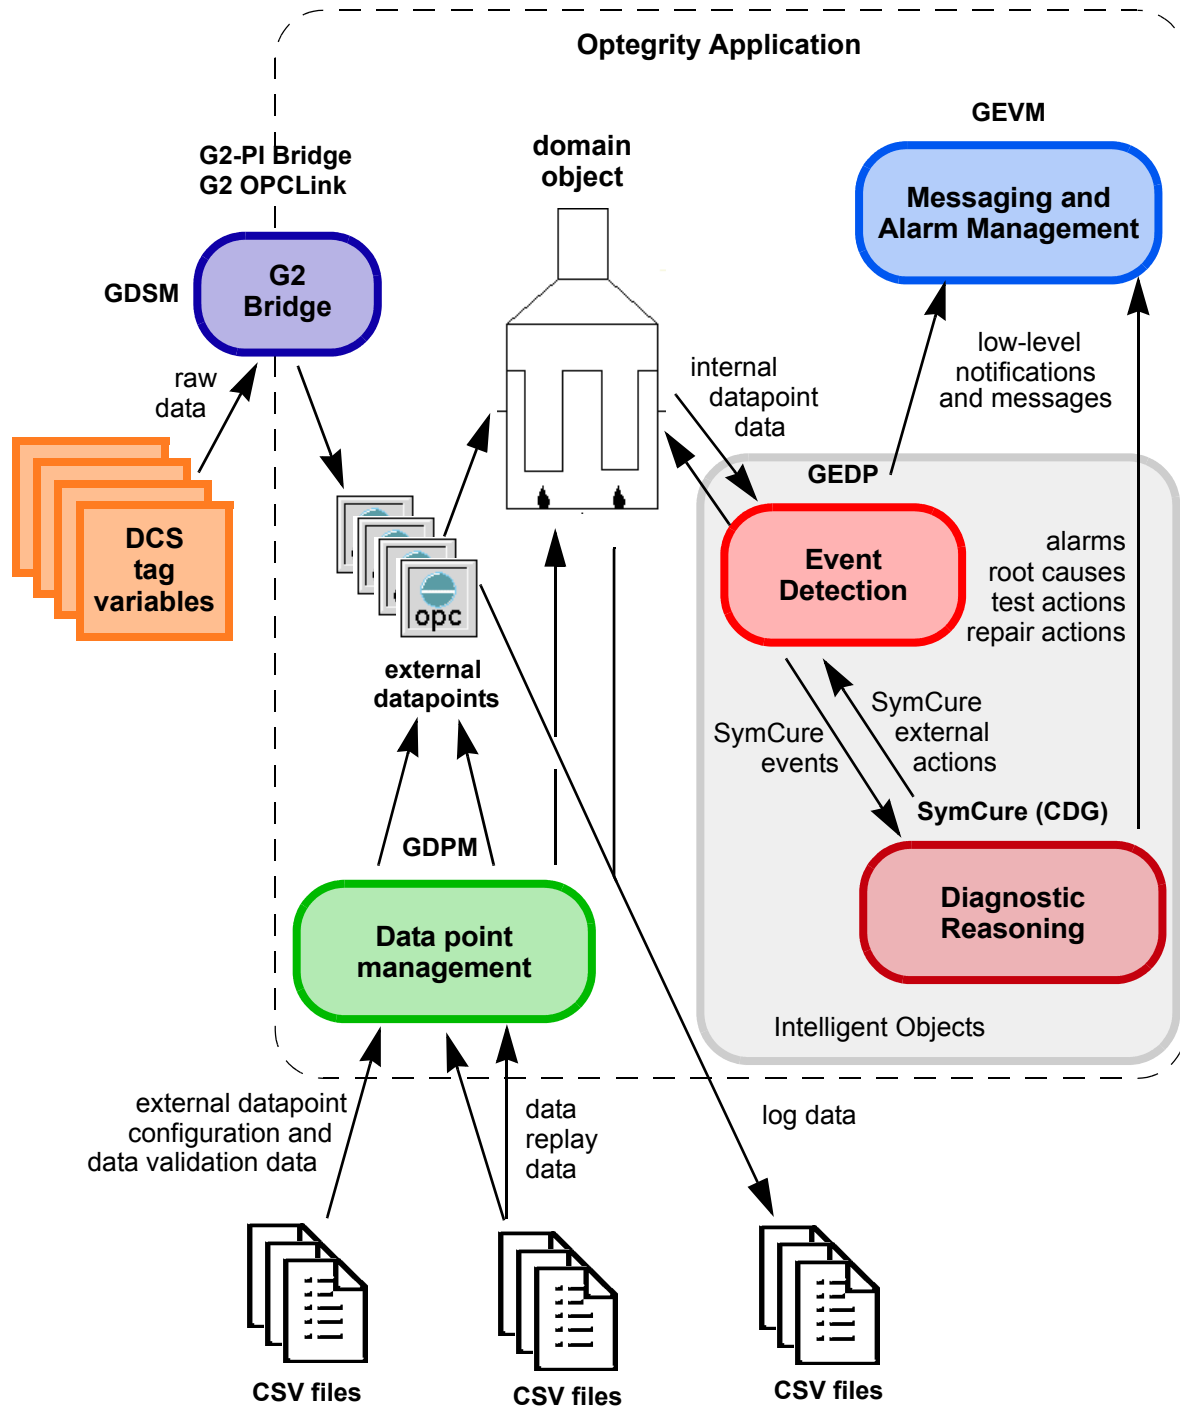 Optegrity Application
GEVM
Messaging and
Alarm Management
G2-PI Bridge
G2 OPCLink
domain
object
GDSM
G2
Bridge
raw
data
internal
datapoint
data
low-level
notifications
and messages
DCS
tag
variables
opc
external
datapoints
GEDP
Event
Detection
alarms
root causes
test actions
repair actions
SymCure
events
SymCure
external
actions
SymCure (CDG)
Diagnostic
Reasoning
Intelligent Objects
GDPM
Data point
management
external datapoint
configuration and
data validation data
data
replay
data
log data
CSV files
CSV files
CSV files